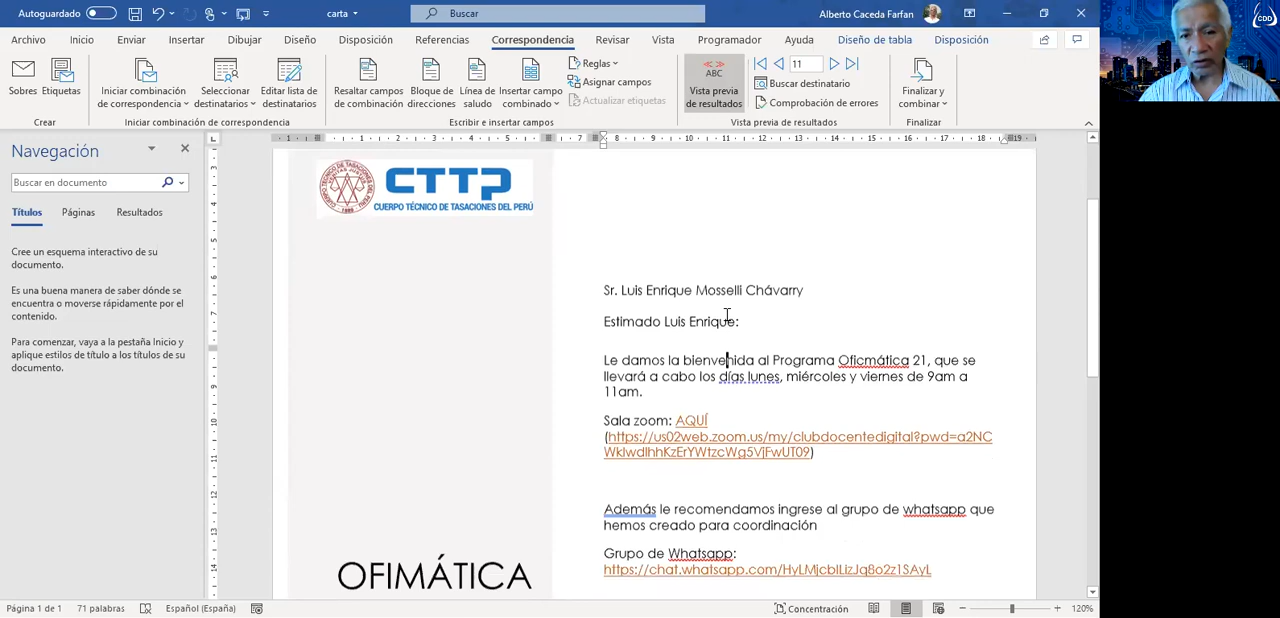 Autoguardado
carta
Buscar
Alberto Caceda Farfan
CDD
Archivo Inicio Enviar Insertar Dibujar Diseño Disposición Referencias Correspondencia Revisar Vista Programador Ayuda Diseño de tabla Disposición
Sobres
Etiquetas
Crear
Iniciar combinación
de correspondencia
Seleccionar
destinatarios
Editar lista de
destinatarios
Iniciar combinación de correspondencia
Resaltar campos
de combinación
Bloque de
direcciones
Línea de
saludo
Insertar campo
combinado
Reglas
Asignar campos
Actualizar etiquetas
Escribir e insertar campos
ABC
Vista previa
de resultados
11
Buscar destinatario
Comprobación de errores
Vista previa de resultados
Finalizar y
combinar
Finalizar
Navegación
Buscar en documento
Títulos Páginas Resultados
Cree un esquema interactivo de su
documento.
Es una buena manera de saber dónde se
encuentra o moverse rápidamente por el
contenido.
Para comenzar, vaya a la pestaña Inicio y
aplique estilos de título a los títulos de su
documento.
CTTP
CUERPO TÉCNICO DE TASACIONES DEL PERÚ
Sr. Luis Enrique Mosselli Chávarry
Estimado Luis Enrique:
Le damos la bienvenida al Programa Oficmática 21, que se
llevará a cabo los días lunes, miércoles y viernes de 9am a
11am.
Sala zoom: AQUÍ
(https://us02web.zoom.us/my/clubdocentedigital?pwd=a2NC
WklwdlhhKzErYWtzcWg5VjFwUT09)
Además le recomendamos ingrese al grupo de whatsapp que
hemos creado para coordinación
Grupo de Whatsapp:
https://chat.whatsapp.com/HyLMjcblLizJq8o2z1SAyL
OFIMÁTICA
Página 1 de 1 71 palabras Español (España) Concentración 120%